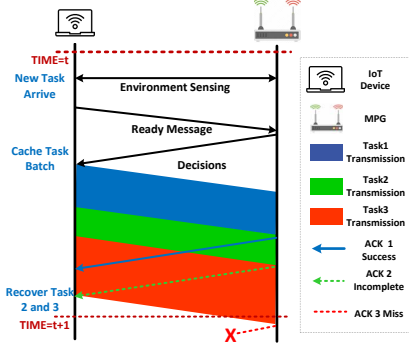 TIME=t
New Task
Arrive
Environment Sensing
Ready Message
Cache Task
Batch
Decisions
Recover Task
2 and 3
TIME=t+1
X
IoT
Device
MPG
Task1
Transmission
Task2
Transmission
Task3
Transmission
ACK 1
Success
ACK 2
Incomplete
ACK 3 Miss